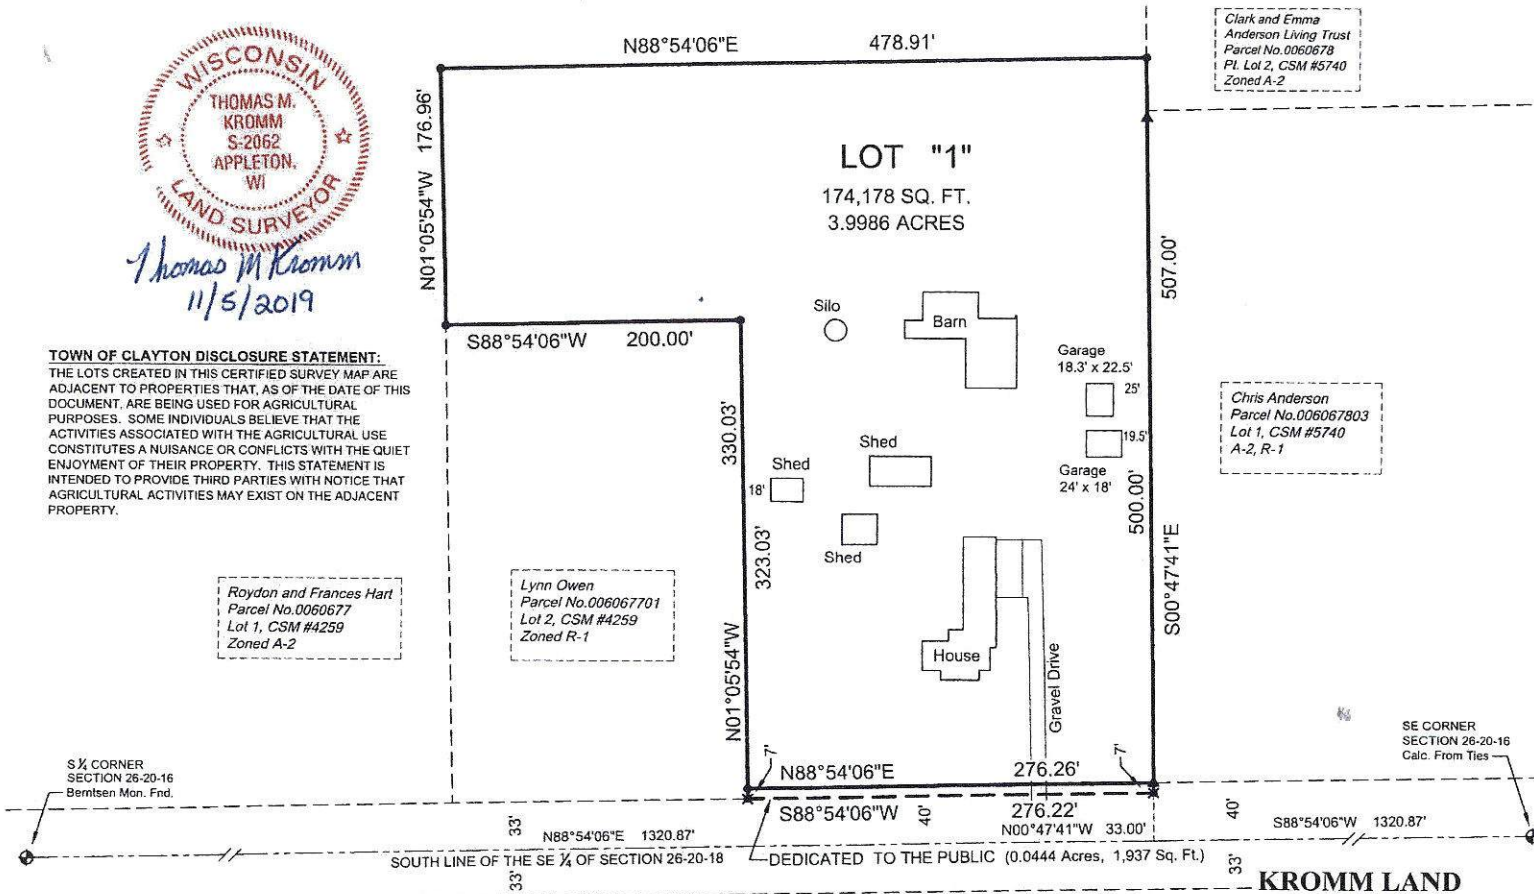 WISCONSIN
THOMAS M.
KROMM
S-2062
APPLETON,
WI
LAND SURVEYOR
Thomas M Kromm
11/5/2019
N88°54'06"E 478.91'
Clark and Emma
Anderson Living Trust
Parcel No.0060678
Pt. Lot 2, CSM #5740
Zoned A-2
N01°05'54"W 176.96'
LOT "1"
174,178 SQ. FT.
3.9986 ACRES
507.00'
S88°54'06"W 200.00'
Silo
Barn
TOWN OF CLAYTON DISCLOSURE STATEMENT:
THE LOTS CREATED IN THIS CERTIFIED SURVEY MAP ARE
ADJACENT TO PROPERTIES THAT, AS OF THE DATE OF THIS
DOCUMENT, ARE BEING USED FOR AGRICULTURAL
PURPOSES. SOME INDIVIDUALS BELIEVE THAT THE
ACTIVITIES ASSOCIATED WITH THE AGRICULTURAL USE
CONSTITUTES A NUISANCE OR CONFLICTS WITH THE QUIET
ENJOYMENT OF THEIR PROPERTY. THIS STATEMENT IS
INTENDED TO PROVIDE THIRD PARTIES WITH NOTICE THAT
AGRICULTURAL ACTIVITIES MAY EXIST ON THE ADJACENT
PROPERTY.
Garage
18.3' x 22.5'
25'
19.5'
Garage
24' x 18'
Chris Anderson
Parcel No.006067803
Lot 1, CSM #5740
A-2, R-1
330.03'
323.03'
N01°05'54"W
Shed
Shed
18'
Shed
500.00'
S00°47'41"E
Roydon and Frances Hart
Parcel No.0060677
Lot 1, CSM #4259
Zoned A-2
Lynn Owen
Parcel No.006067701
Lot 2, CSM #4259
Zoned R-1
House
Gravel Drive
S ¼ CORNER
SECTION 26-20-16
Berntsen Mon. Fnd.
SE CORNER
SECTION 26-20-16
Calc. From Ties
7'
N88°54'06"E 276.26'
7'
S88°54'06"W 40' 276.22'
40'
33' N88°54'06"E 1320.87'
N00°47'41"W 33.00'
S88°54'06"W 1320.87'
SOUTH LINE OF THE SE ¼ OF SECTION 26-20-18
DEDICATED TO THE PUBLIC (0.0444 Acres, 1,937 Sq. Ft.)
33'
33'
KROMM LAND